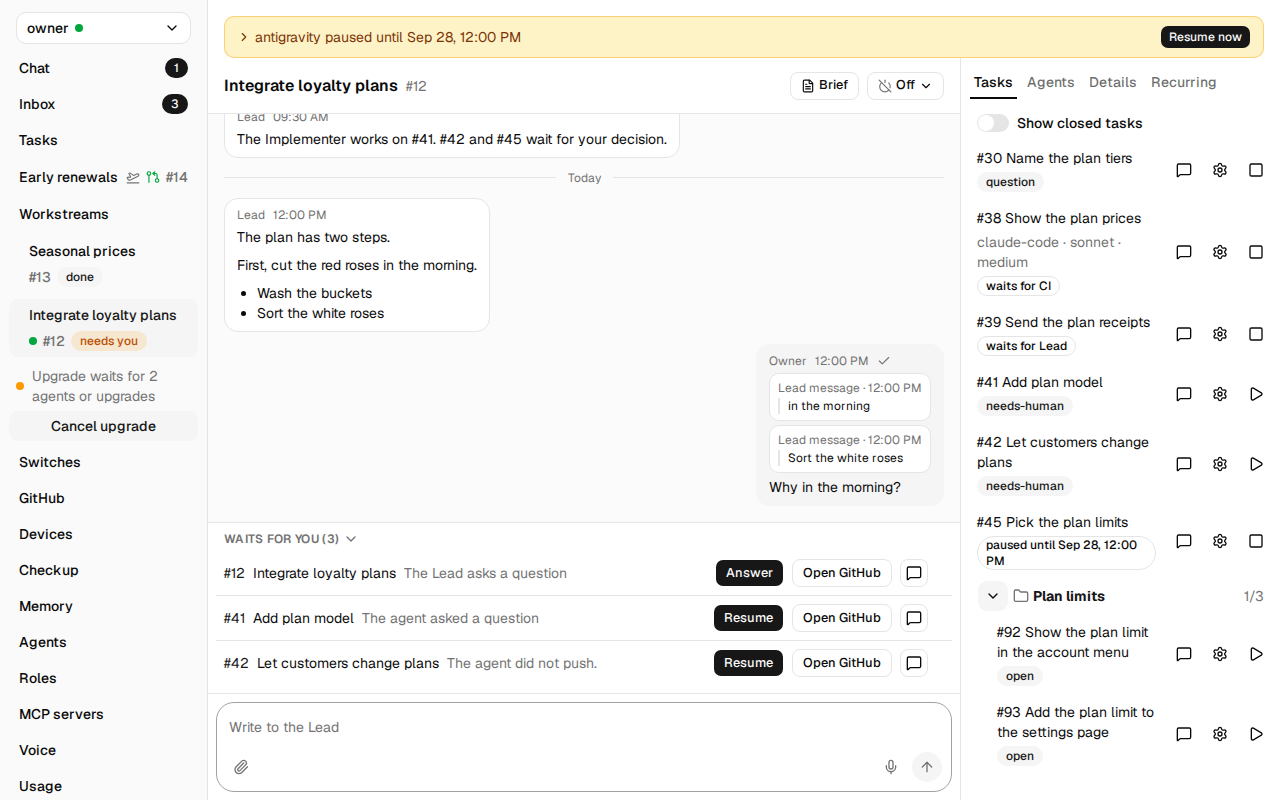 owner
Chat 1
Inbox 3
Tasks
Early renewals #14
Workstreams
Seasonal prices
#13 done
Integrate loyalty plans
#12 needs you
Upgrade waits for 2
agents or upgrades
Cancel upgrade
Switches
GitHub
Devices
Checkup
Memory
Agents
Roles
MCP servers
Voice
Usage
antigravity paused until Sep 28, 12:00 PM
Resume now
Integrate loyalty plans #12
Brief
Off
Lead 09:30 AM
The Implementer works on #41. #42 and #45 wait for your decision.
Today
Lead 12:00 PM
The plan has two steps.
First, cut the red roses in the morning.
• Wash the buckets
• Sort the white roses
Owner 12:00 PM
Lead message · 12:00 PM
in the morning
Lead message · 12:00 PM
Sort the white roses
Why in the morning?
WAITS FOR YOU (3)
#12 Integrate loyalty plans The Lead asks a question Answer Open GitHub
#41 Add plan model The agent asked a question Resume Open GitHub
#42 Let customers change plans The agent did not push. Resume Open GitHub
Write to the Lead
Tasks Agents Details Recurring
Show closed tasks
#30 Name the plan tiers
question
#38 Show the plan prices
claude-code · sonnet ·
medium
waits for CI
#39 Send the plan receipts
waits for Lead
#41 Add plan model
needs-human
#42 Let customers change
plans
needs-human
#45 Pick the plan limits
paused until Sep 28, 12:00
PM
Plan limits 1/3
#92 Show the plan limit
in the account menu
open
#93 Add the plan limit to
the settings page
open